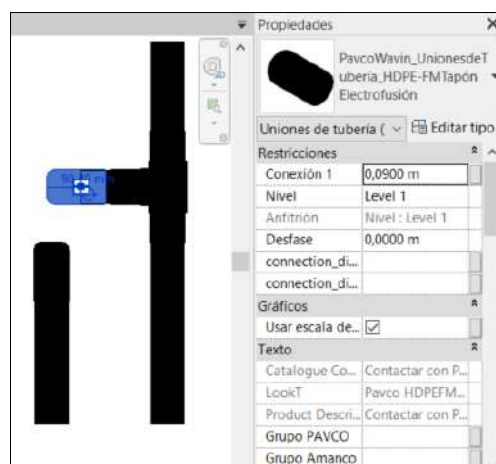 Propiedades
PavcoWavin_UnionesdeT
ubería_HDPE-FMTapón
Electrofusión
Uniones de tubería (
Editar tipo
Restricciones
Conexión 1 0,0900 m
Nivel Level 1
Anfitrión Nivel : Level 1
Desfase 0,0000 m
connection_di...
connection_di...
Gráficos
Usar escala de...
Texto
Catalogue Co... Contactar con P...
LookT Pavco HDPEFM...
Product Descri... Contactar con P...
Grupo PAVCO
Grupo Amanco